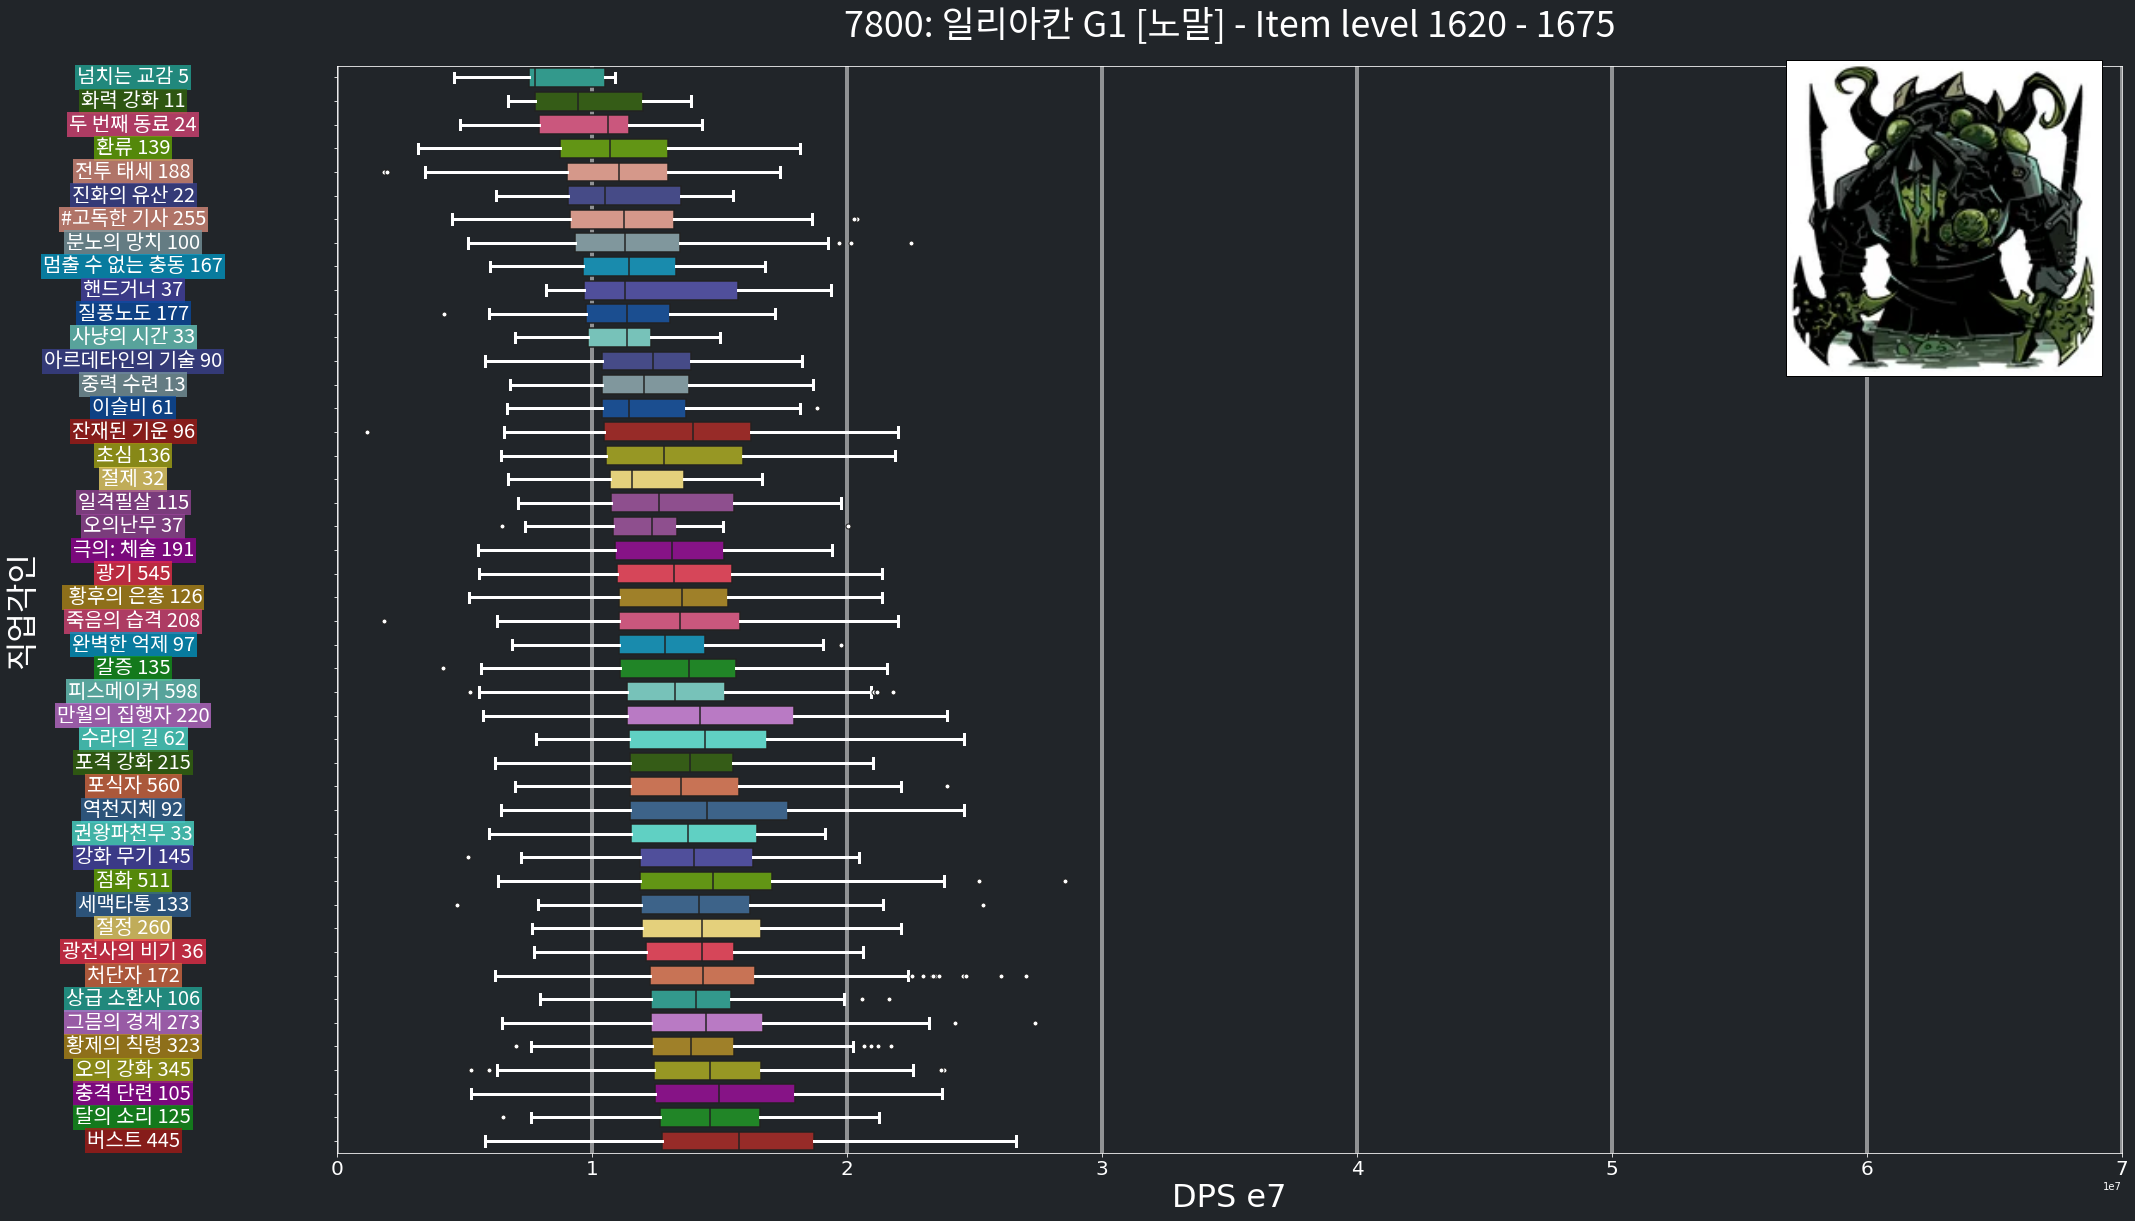 7800: 일리아칸 G1 [노말] - Item level 1620 - 1675
넘치는 교감 5
화력 강화 11
두 번째 동료 24
환류 139
전투 태세 188
진화의 유산 22
#고독한 기사 255
분노의 망치 100
멈출 수 없는 충동 167
핸드거너 37
질풍노도 177
사냥의 시간 33
아르데타인의 기술 90
중력 수련 13
이슬비 61
잔재된 기운 96
초심 136
절제 32
일격필살 115
오의난무 37
극의: 체술 191
광기 545
황후의 은총 126
죽음의 습격 208
완벽한 억제 97
갈증 135
피스메이커 598
만월의 집행자 220
수라의 길 62
포격 강화 215
포식자 560
역천지체 92
권왕파천무 33
강화 무기 145
점화 511
세맥타통 133
절정 260
광전사의 비기 36
처단자 172
상급 소환사 106
그믐의 경계 273
황제의 칙령 323
오의 강화 345
충격 단련 105
달의 소리 125
버스트 445
직업각인
0 1 2 3 4 5 6 7
1e7
DPS e7